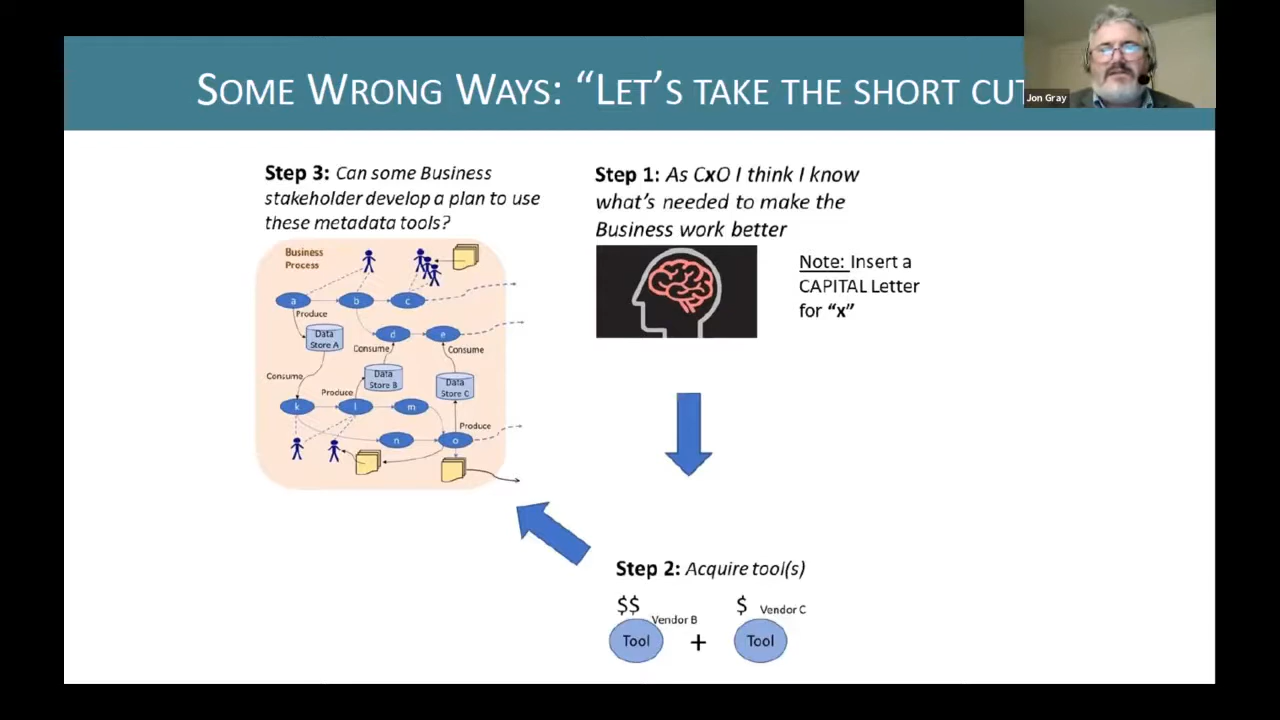 SOME WRONG WAYS: “LET’S TAKE THE SHORT CUT
Jon Gray
Step 3: Can some Business
stakeholder develop a plan to use
these metadata tools?
Business
Process
a
b
c
Produce
Data
Store A
d
e
Consume
Consume
Data
Store B
Data
Store C
Consume
Produce
k
l
m
Produce
n
o
Step 1: As CxO I think I know
what’s needed to make the
Business work better
Note: Insert a
CAPITAL Letter
for “x”
Step 2: Acquire tool(s)
$$
Vendor B
$
Vendor C
Tool
+
Tool